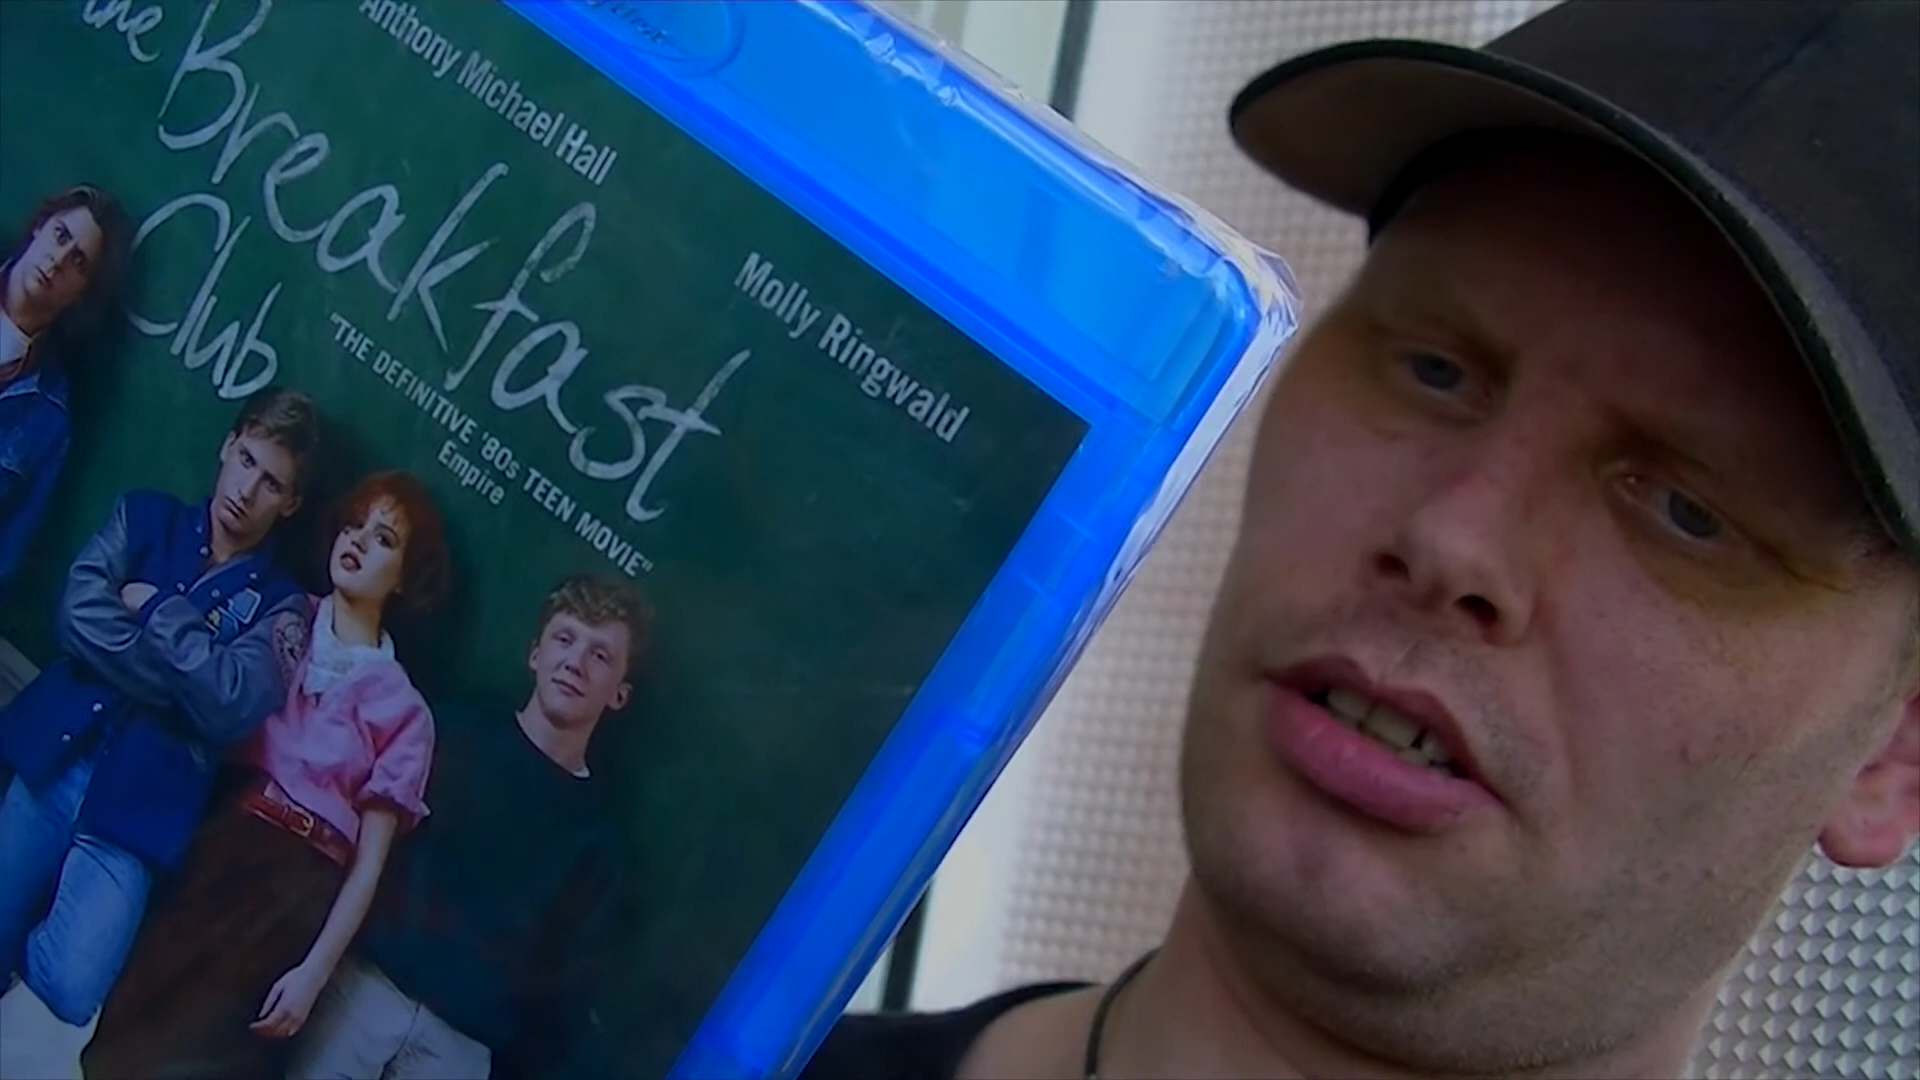 the Breakfast
Club
Anthony Michael Hall
Molly Ringwald
"THE DEFINITIVE '80s TEEN MOVIE"
Empire